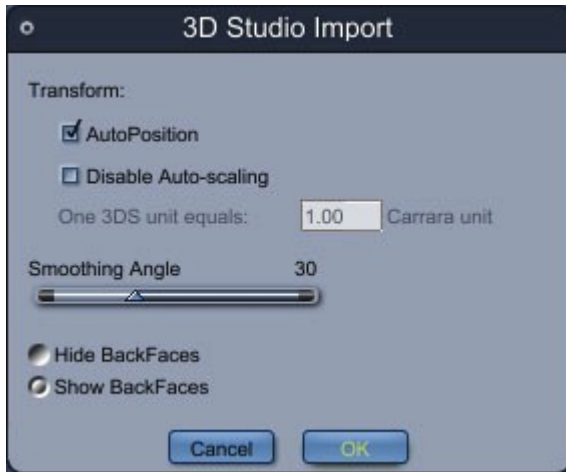 3D Studio Import
Transform:
AutoPosition
Disable Auto-scaling
One 3DS unit equals: 1.00 Carrara unit
Smoothing Angle 30
Hide BackFaces
Show BackFaces
Cancel OK